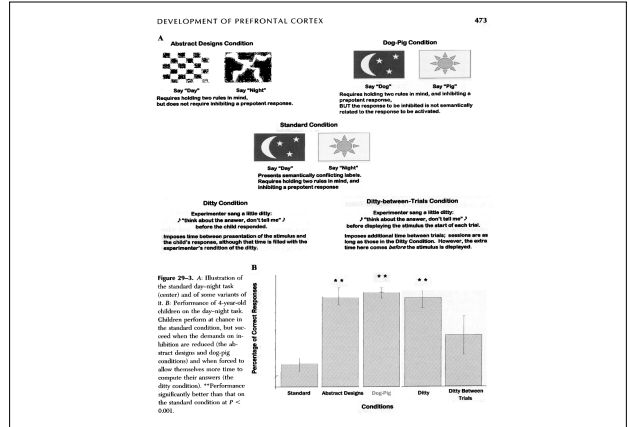 DEVELOPMENT OF PREFRONTAL CORTEX 473
A
Abstract Designs Condition
Say "Day" Say "Night"
Requires holding two rules in mind,
but does not require inhibiting a prepotent response.
Dog-Pig Condition
Say "Dog" Say "Pig"
Requires holding two rules in mind, and inhibiting a
prepotent response,
BUT the response to be inhibited is not semantically
related to the response to be activated.
Standard Condition
Say "Day" Say "Night"
Presents semantically conflicting labels.
Requires holding two rules in mind, and
inhibiting a prepotent response
Ditty Condition
Experimenter sang a little ditty:
♪ "think about the answer, don't tell me" ♪
before the child responded.
Imposes time between presentation of the stimulus and
the child's response, although that time is filled with the
experimenter's rendition of the ditty.
Ditty-between-Trials Condition
Experimenter sang a little ditty:
♪ "think about the answer, don't tell me" ♪
before displaying the stimulus the start of each trial.
Imposes additional time between trials; sessions are as
long as those in the Ditty Condition. However, the extra
time here comes before the stimulus is displayed.
Figure 29–3. A: Illustration of
the standard day–night task
(center) and of some variants of
it. B: Performance of 4-year-old
children on the day–night task.
Children perform at chance in
the standard condition, but suc-
ceed when the demands on in-
hibition are reduced (the ab-
stract designs and dog-pig
conditions) and when forced to
allow themselves more time to
compute their answers (the
ditty condition). **Performance
significantly better than that on
the standard condition at P <
0.001.
B
Percentage of Correct Responses
** ** **
Standard Abstract Designs Dog-Pig Ditty Ditty Between
Trials
Conditions